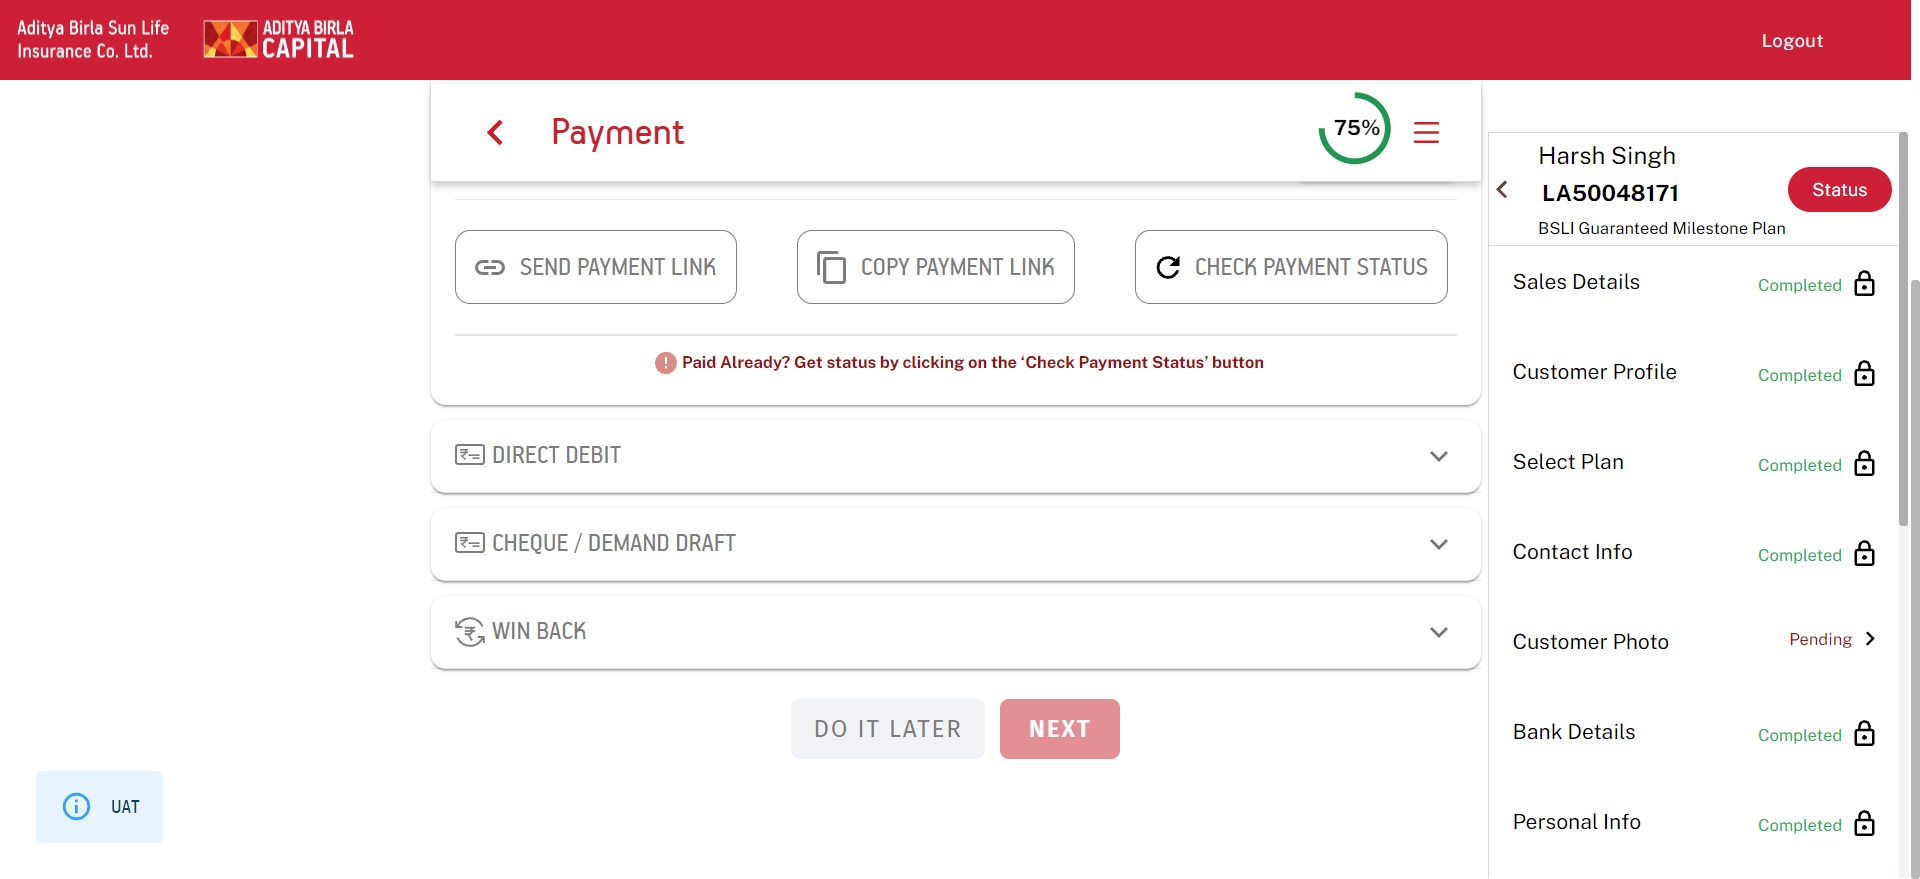 Aditya Birla Sun Life
Insurance Co. Ltd.
ADITYA BIRLA
CAPITAL
Logout
Payment
75%
SEND PAYMENT LINK
COPY PAYMENT LINK
CHECK PAYMENT STATUS
Paid Already? Get status by clicking on the ‘Check Payment Status’ button
DIRECT DEBIT
CHEQUE / DEMAND DRAFT
WIN BACK
DO IT LATER
NEXT
UAT
Harsh Singh
LA50048171
Status
BSLI Guaranteed Milestone Plan
Sales Details Completed
Customer Profile Completed
Select Plan Completed
Contact Info Completed
Customer Photo Pending
Bank Details Completed
Personal Info Completed